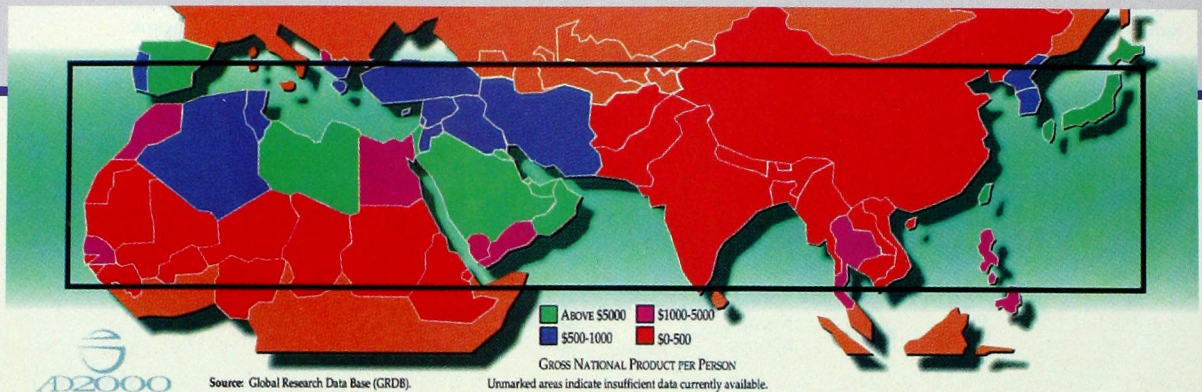 ABOVE $5000
$1000-5000
$500-1000
$0-500
GROSS NATIONAL PRODUCT PER PERSON
AD2000
Source: Global Research Data Base (GRDB).
Unmarked areas indicate insufficient data currently available.